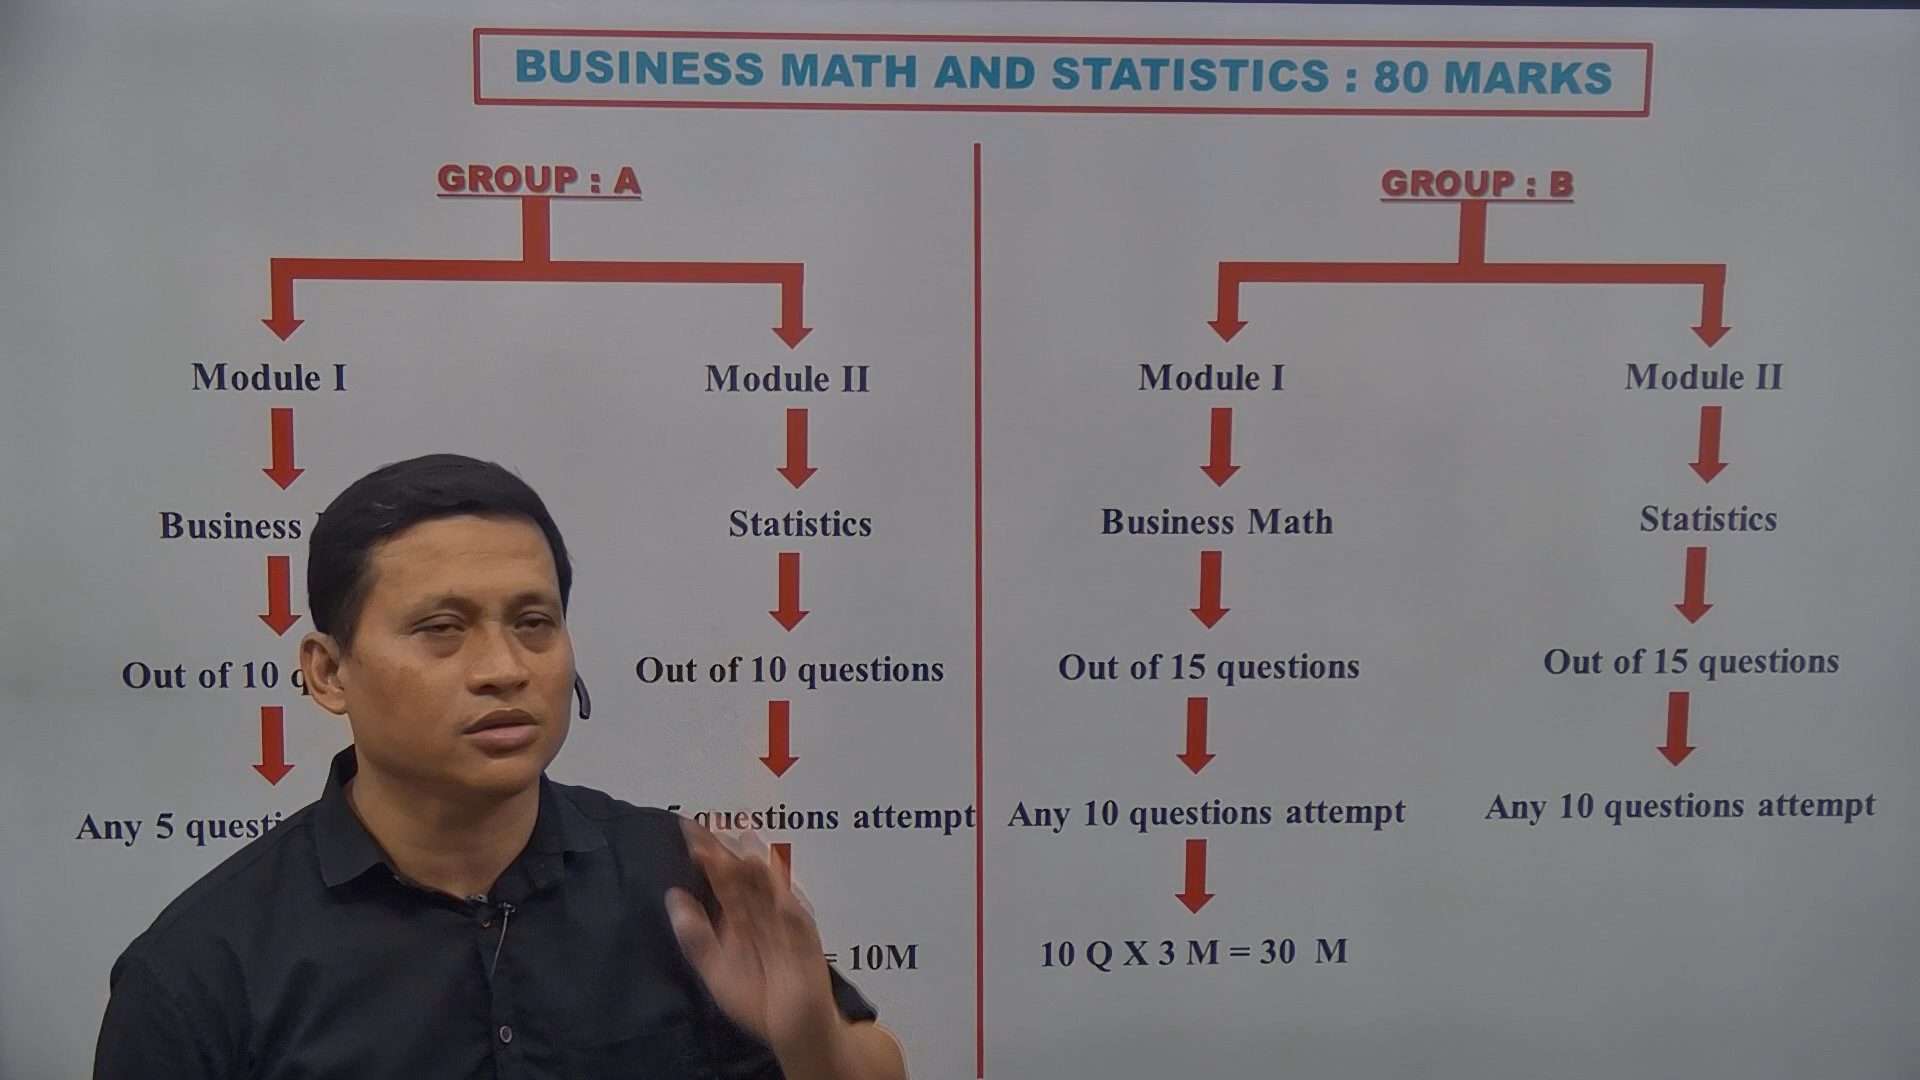 BUSINESS MATH AND STATISTICS : 80 MARKS
GROUP : A
Module I
Business
Out of 10
Any 5
Module II
Statistics
Out of 10 questions
questions attempt
= 10M
GROUP : B
Module I
Business Math
Out of 15 questions
Any 10 questions attempt
10 Q X 3 M = 30 M
Module II
Statistics
Out of 15 questions
Any 10 questions attempt